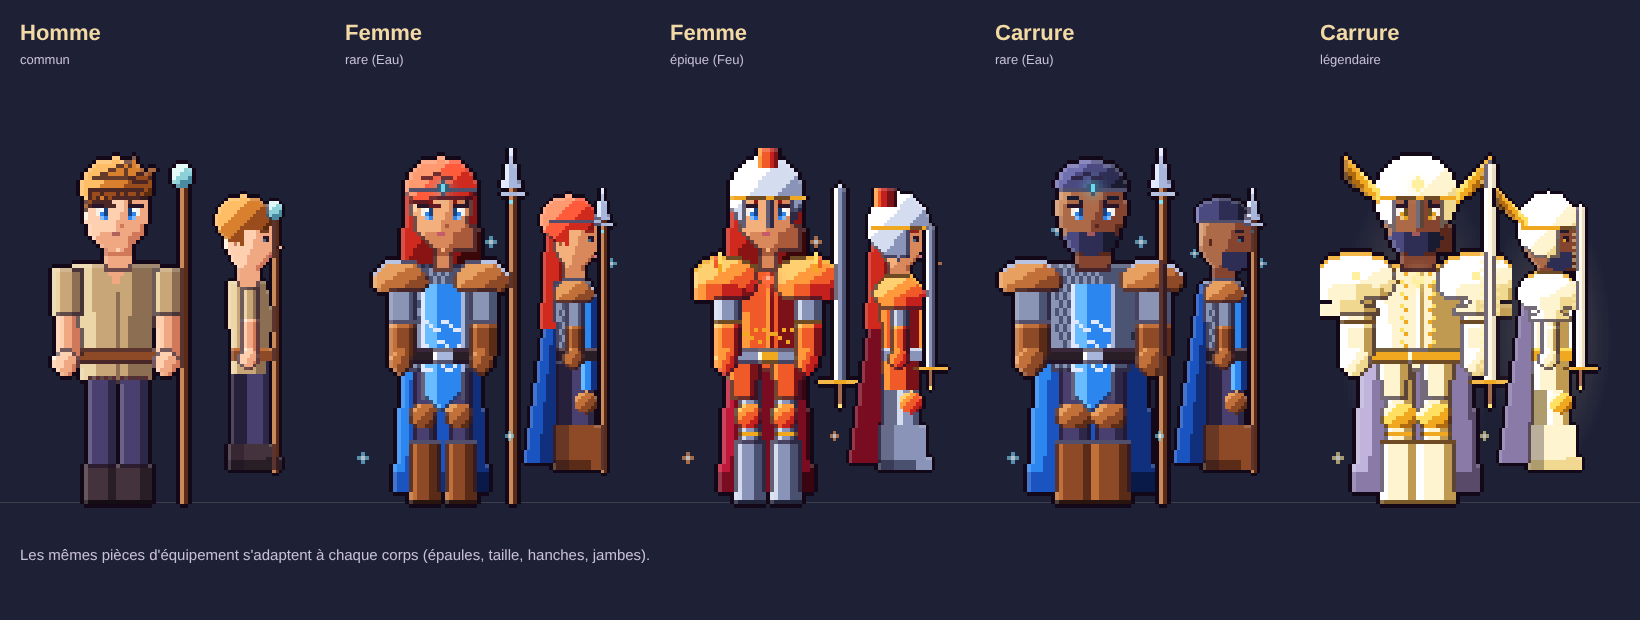 Homme
commun
Femme
rare (Eau)
Femme
épique (Feu)
Carrure
rare (Eau)
Carrure
légendaire
Les mêmes pièces d'équipement s'adaptent à chaque corps (épaules, taille, hanches, jambes).